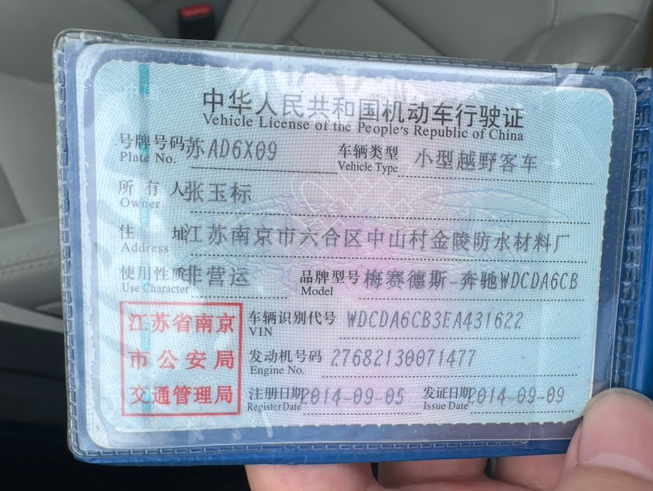 中华人民共和国机动车行驶证
Vehicle License of the People's Republic of China
号牌号码 苏AD6X09 车辆类型 小型越野客车
Plate No. Vehicle Type
所有人 张玉标
Owner
住址 江苏南京市六合区中山村金陵防水材料厂
Address
使用性质 非营运 品牌型号 梅赛德斯-奔驰WDCDA6CB
Use Character Model
江苏省南京市公安局交通管理局
车辆识别代号 WDCDA6CB3EA431622
VIN
发动机号码 27682130071477
Engine No.
注册日期 2014-09-05 发证日期 2014-09-09
Register Date Issue Date